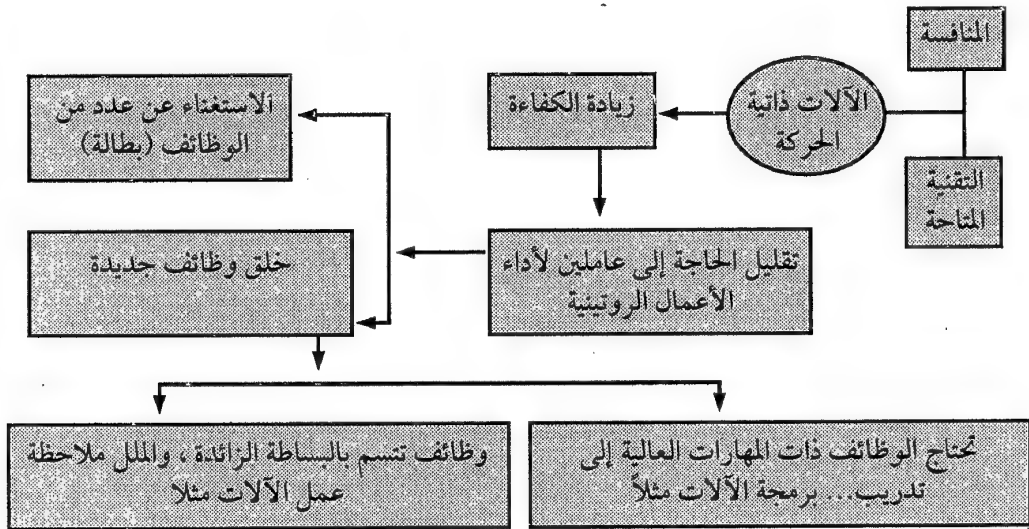 المنافسة
الآلات ذاتية
الحركة
التقنية
المتاحة
زيادة الكفاءة
تقليل الحاجة إلى عاملين لأداء
الأعمال الروتينية
الاستغناء عن عدد من
الوظائف (بطالة)
خلق وظائف جديدة
تحتاج الوظائف ذات المهارات العالية إلى
تدريب... برمجة الآلات مثلاً
وظائف تتسم بالبساطة الزائدة ، والملل ملاحظة
عمل الآلات مثلا